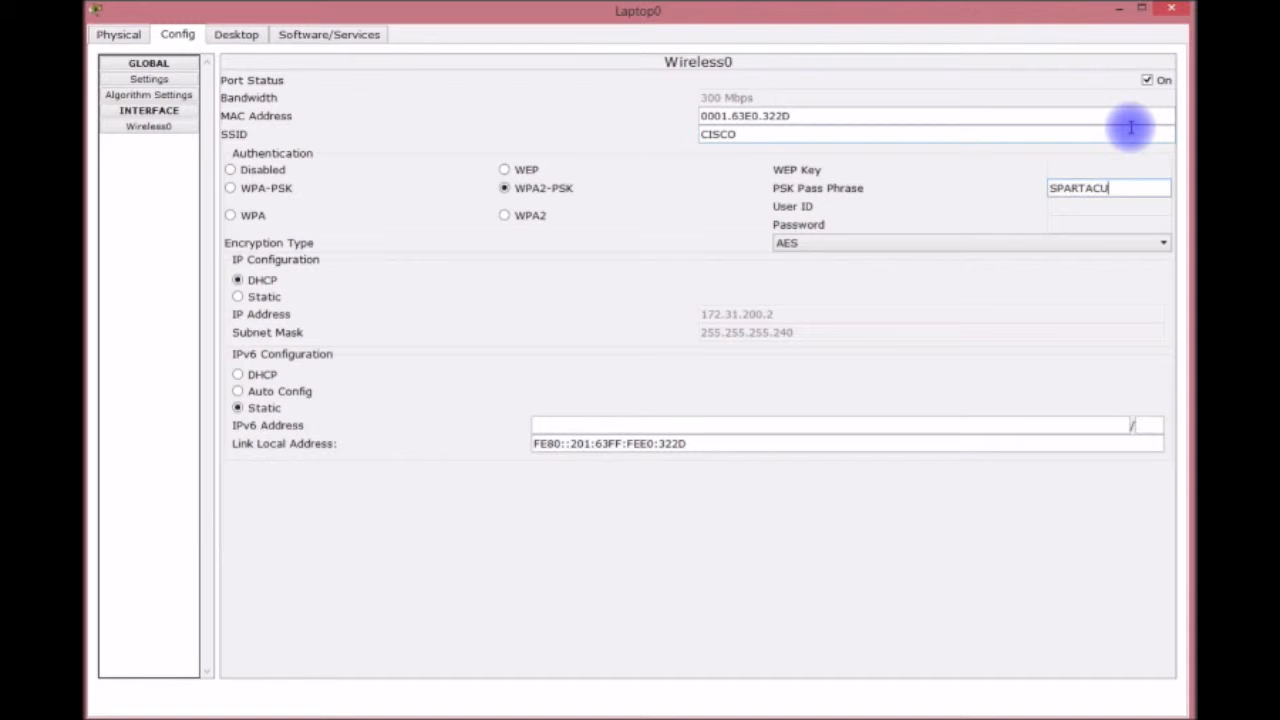 Laptop0
Physical Config Desktop Software/Services
GLOBAL
Settings
Algorithm Settings
INTERFACE
Wireless0
Wireless0
Port Status On
Bandwidth 300 Mbps
MAC Address 0001.63E0.322D
SSID CISCO
Authentication
Disabled WEP WEP Key
WPA-PSK WPA2-PSK PSK Pass Phrase SPARTACU
User ID
WPA WPA2
Password
Encryption Type AES
IP Configuration
DHCP
Static
IP Address 172.31.200.2
Subnet Mask 255.255.255.240
IPv6 Configuration
DHCP
Auto Config
Static
IPv6 Address /
Link Local Address: FE80::201:63FF:FEE0:322D